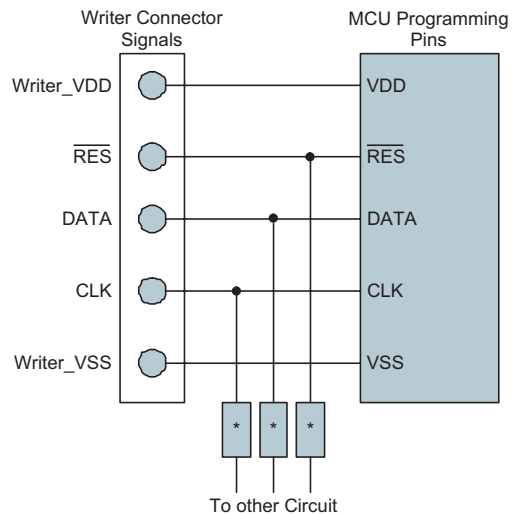 Writer Connector
Signals
MCU Programming
Pins
Writer_VDD
VDD
RES
RES
DATA
DATA
CLK
CLK
Writer_VSS
VSS
* * *
To other Circuit